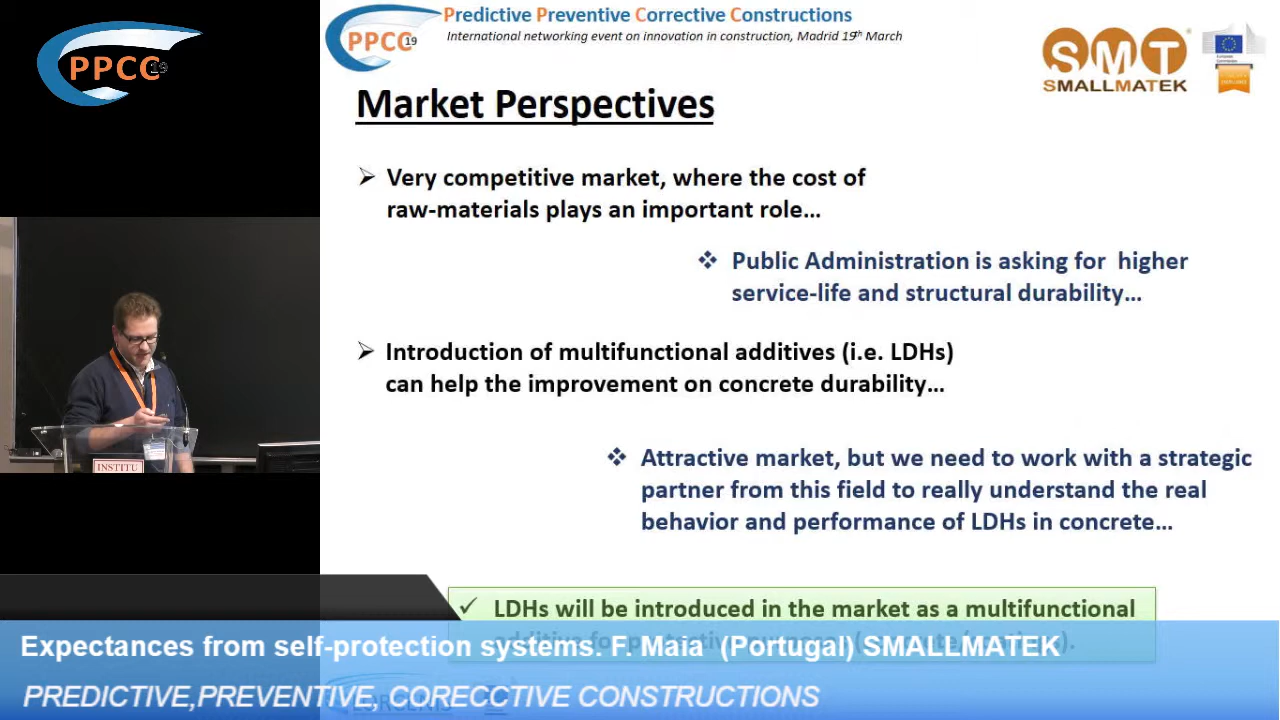 PPCC 19
PPCC 19
Predictive Preventive Corrective Constructions
International networking event on innovation in construction, Madrid 19th March
SMT
SMALLMATEK
Market Perspectives
Very competitive market, where the cost of
raw-materials plays an important role...
Public Administration is asking for higher
service-life and structural durability...
Introduction of multifunctional additives (i.e. LDHs)
can help the improvement on concrete durability...
Attractive market, but we need to work with a strategic
partner from this field to really understand the real
behavior and performance of LDHs in concrete...
INSTITU
LDHs will be introduced in the market as a multifunctional
Expectances from self-protection systems. F. Maia (Portugal) SMALLMATEK
PREDICTIVE,PREVENTIVE, CORECCTIVE CONSTRUCTIONS